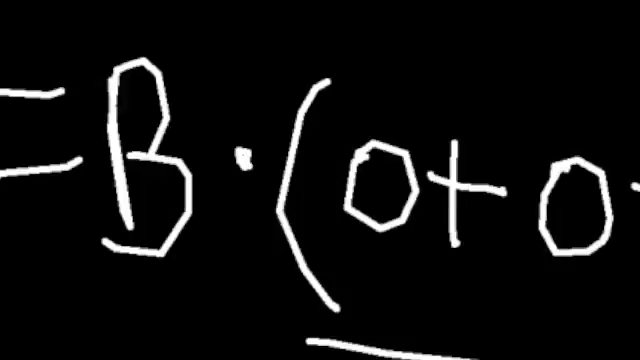 = B · (0 + 0